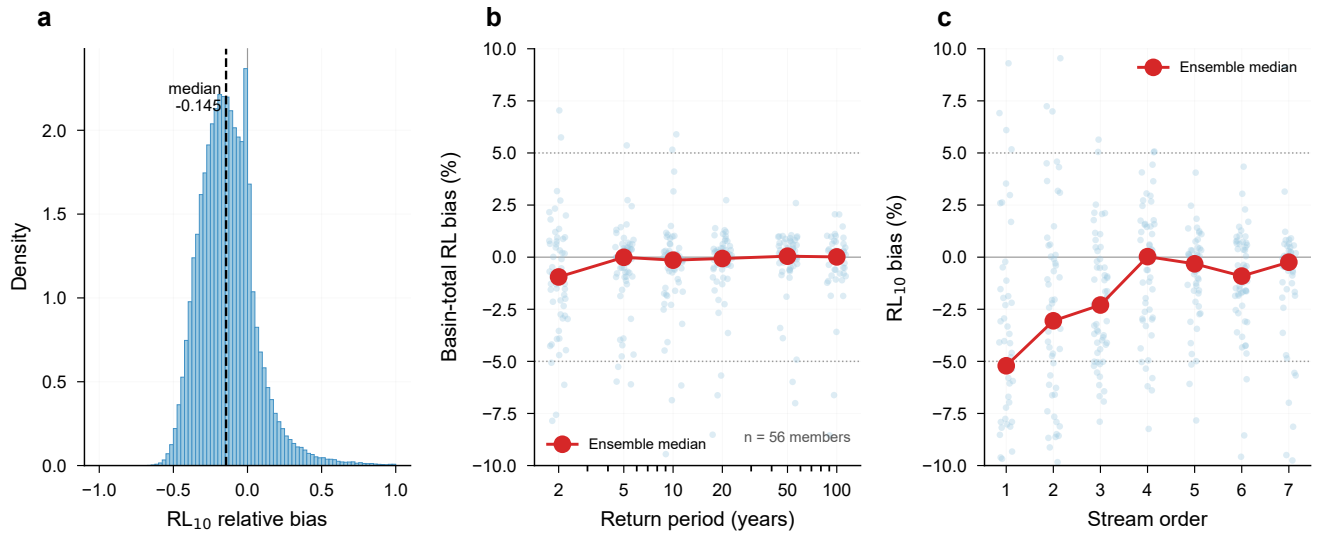 a
median
-0.145
Density
2.0
1.5
1.0
0.5
0.0
−1.0 −0.5 0.0 0.5 1.0
RL₁₀ relative bias
b
Basin-total RL bias (%)
10.0
7.5
5.0
2.5
0.0
−2.5
−5.0
−7.5
−10.0
Ensemble median
n = 56 members
2 5 10 20 50 100
Return period (years)
c
RL₁₀ bias (%)
10.0
7.5
5.0
2.5
0.0
−2.5
−5.0
−7.5
−10.0
Ensemble median
1 2 3 4 5 6 7
Stream order